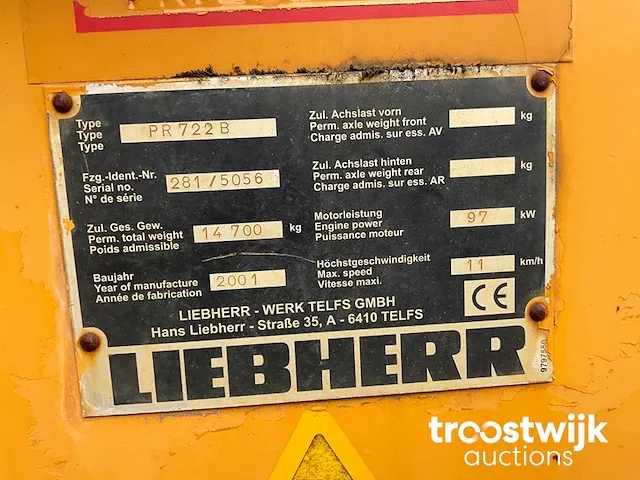 Type
Type PR 722 B
Type
Fzg.-Ident.-Nr.
Serial no. 281/5056
N° de série
Zul. Ges. Gew.
Perm. total weight 14 700 kg
Poids admissible
Baujahr
Year of manufacture 2001
Année de fabrication
Zul. Achslast vorn
Perm. axle weight front kg
Charge admis. sur ess. AV
Zul. Achslast hinten
Perm. axle weight rear kg
Charge admis. sur ess. AR
Motorleistung
Engine power 97 kW
Puissance moteur
Höchstgeschwindigkeit
Max. speed 11 km/h
Vitesse maxi.
CE
LIEBHERR - WERK TELFS GMBH
Hans Liebherr - Straße 35, A - 6410 TELFS
LIEBHERR
9797550
troostwijk
auctions